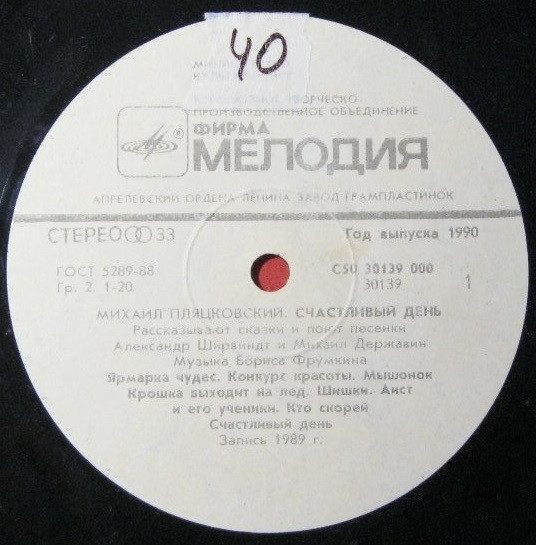 40
ТВОРЧЕСКО-
ПРОИЗВОДСТВЕННОЕ ОБЪЕДИНЕНИЕ
ФИРМА
МЕЛОДИЯ
АПРЕЛЕВСКИЙ ОРДЕНА ЛЕНИНА ЗАВОД ГРАМПЛАСТИНОК
СТЕРЕО 33
Год выпуска 1990
ГОСТ 5289-88
Гр. 2. 1-20
С50 30139 000
30139
1
МИХАИЛ ПЛЯЦКОВСКИЙ. СЧАСТЛИВЫЙ ДЕНЬ
Рассказывают сказки и поют песенки
Александр Ширвиндт и Михаил Державин
Музыка Бориса Фрумкина
Ярмарка чудес. Конкурс красоты. Мышонок
Крошка выходит на лед. Шишки. Аист
и его ученики. Кто скорей
Счастливый день
Запись 1989 г.